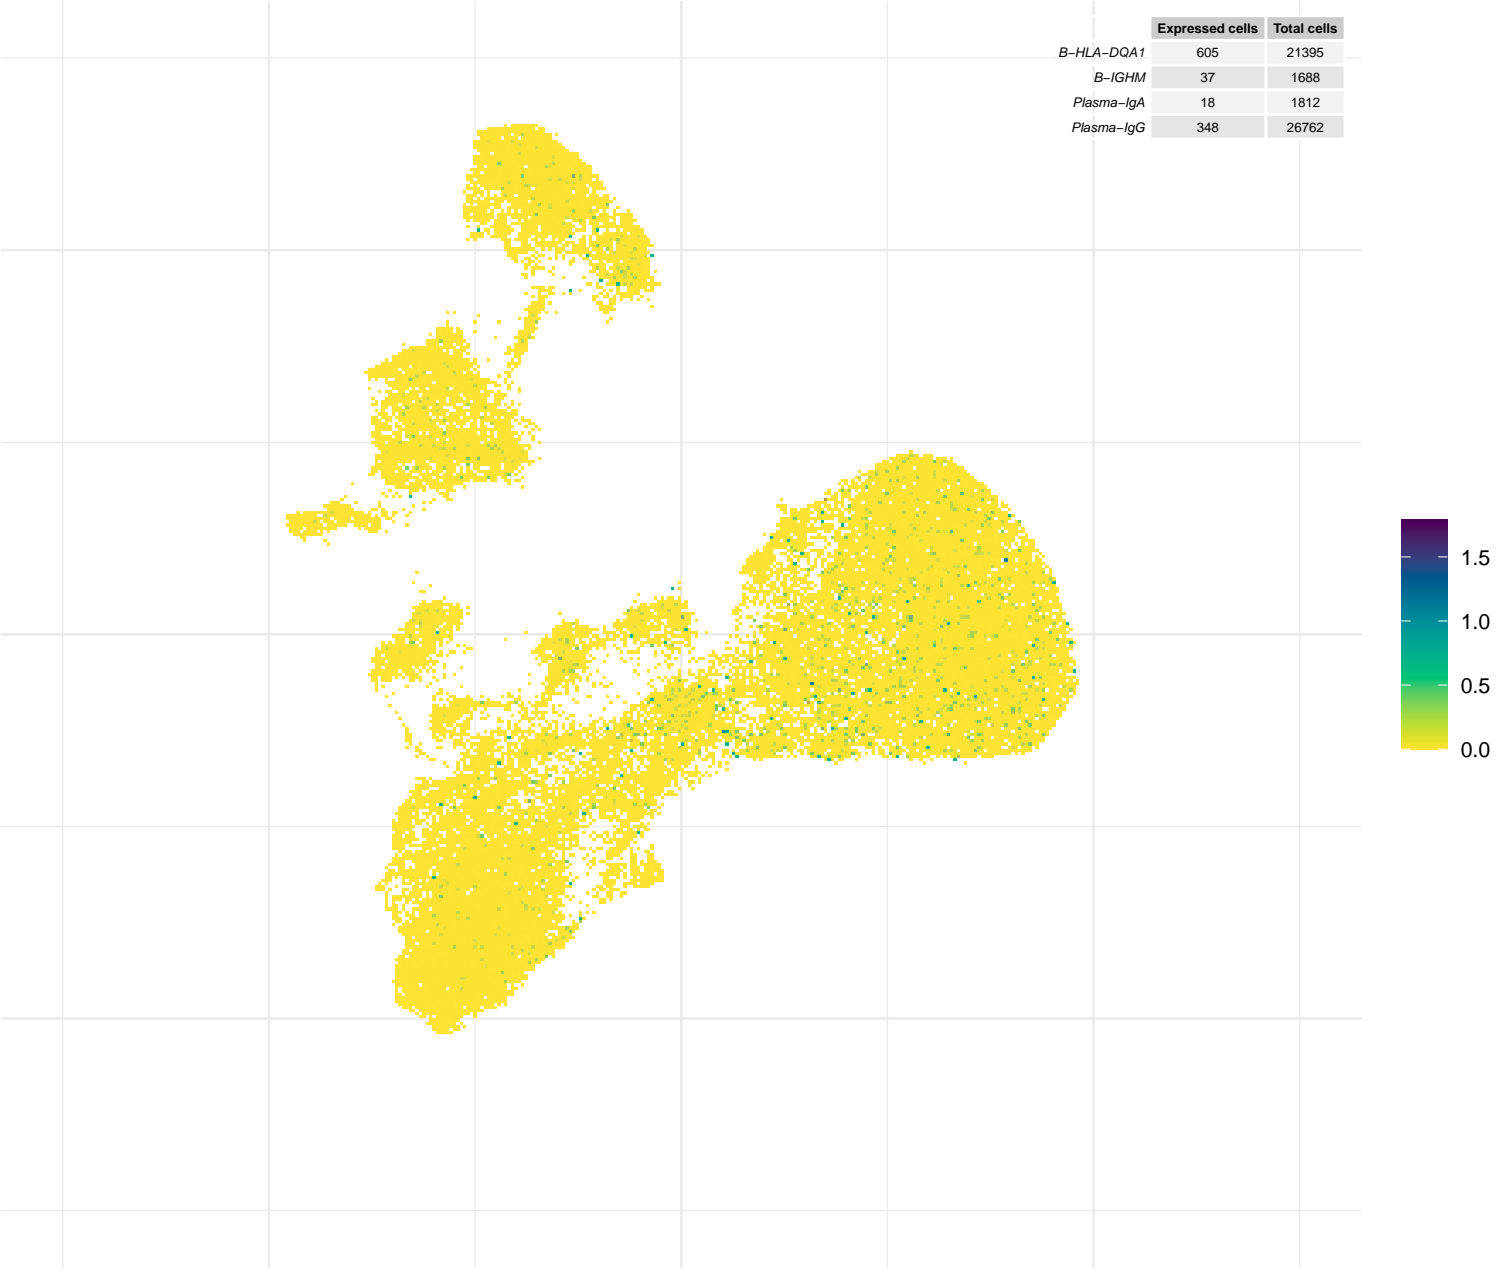 Expressed cells Total cells
B−HLA−DQA1 605 21395
B−IGHM 37 1688
Plasma−IgA 18 1812
Plasma−IgG 348 26762
1.5
1.0
0.5
0.0